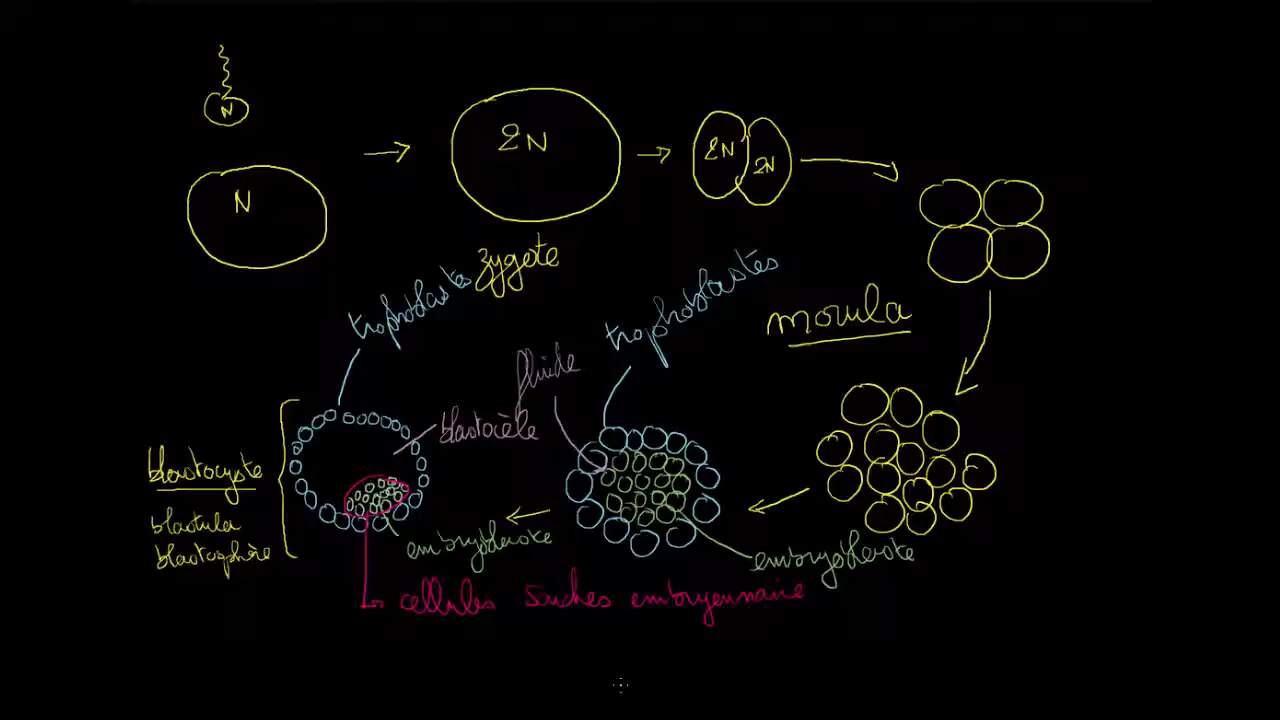 N
N
2N
2N
2N
zygote
trophoblastes
trophoblastes
morula
fluide
blastocèle
blastocyste
blastula
blastosphère
embryoblaste
embryoblaste
cellules souches embryonnaire